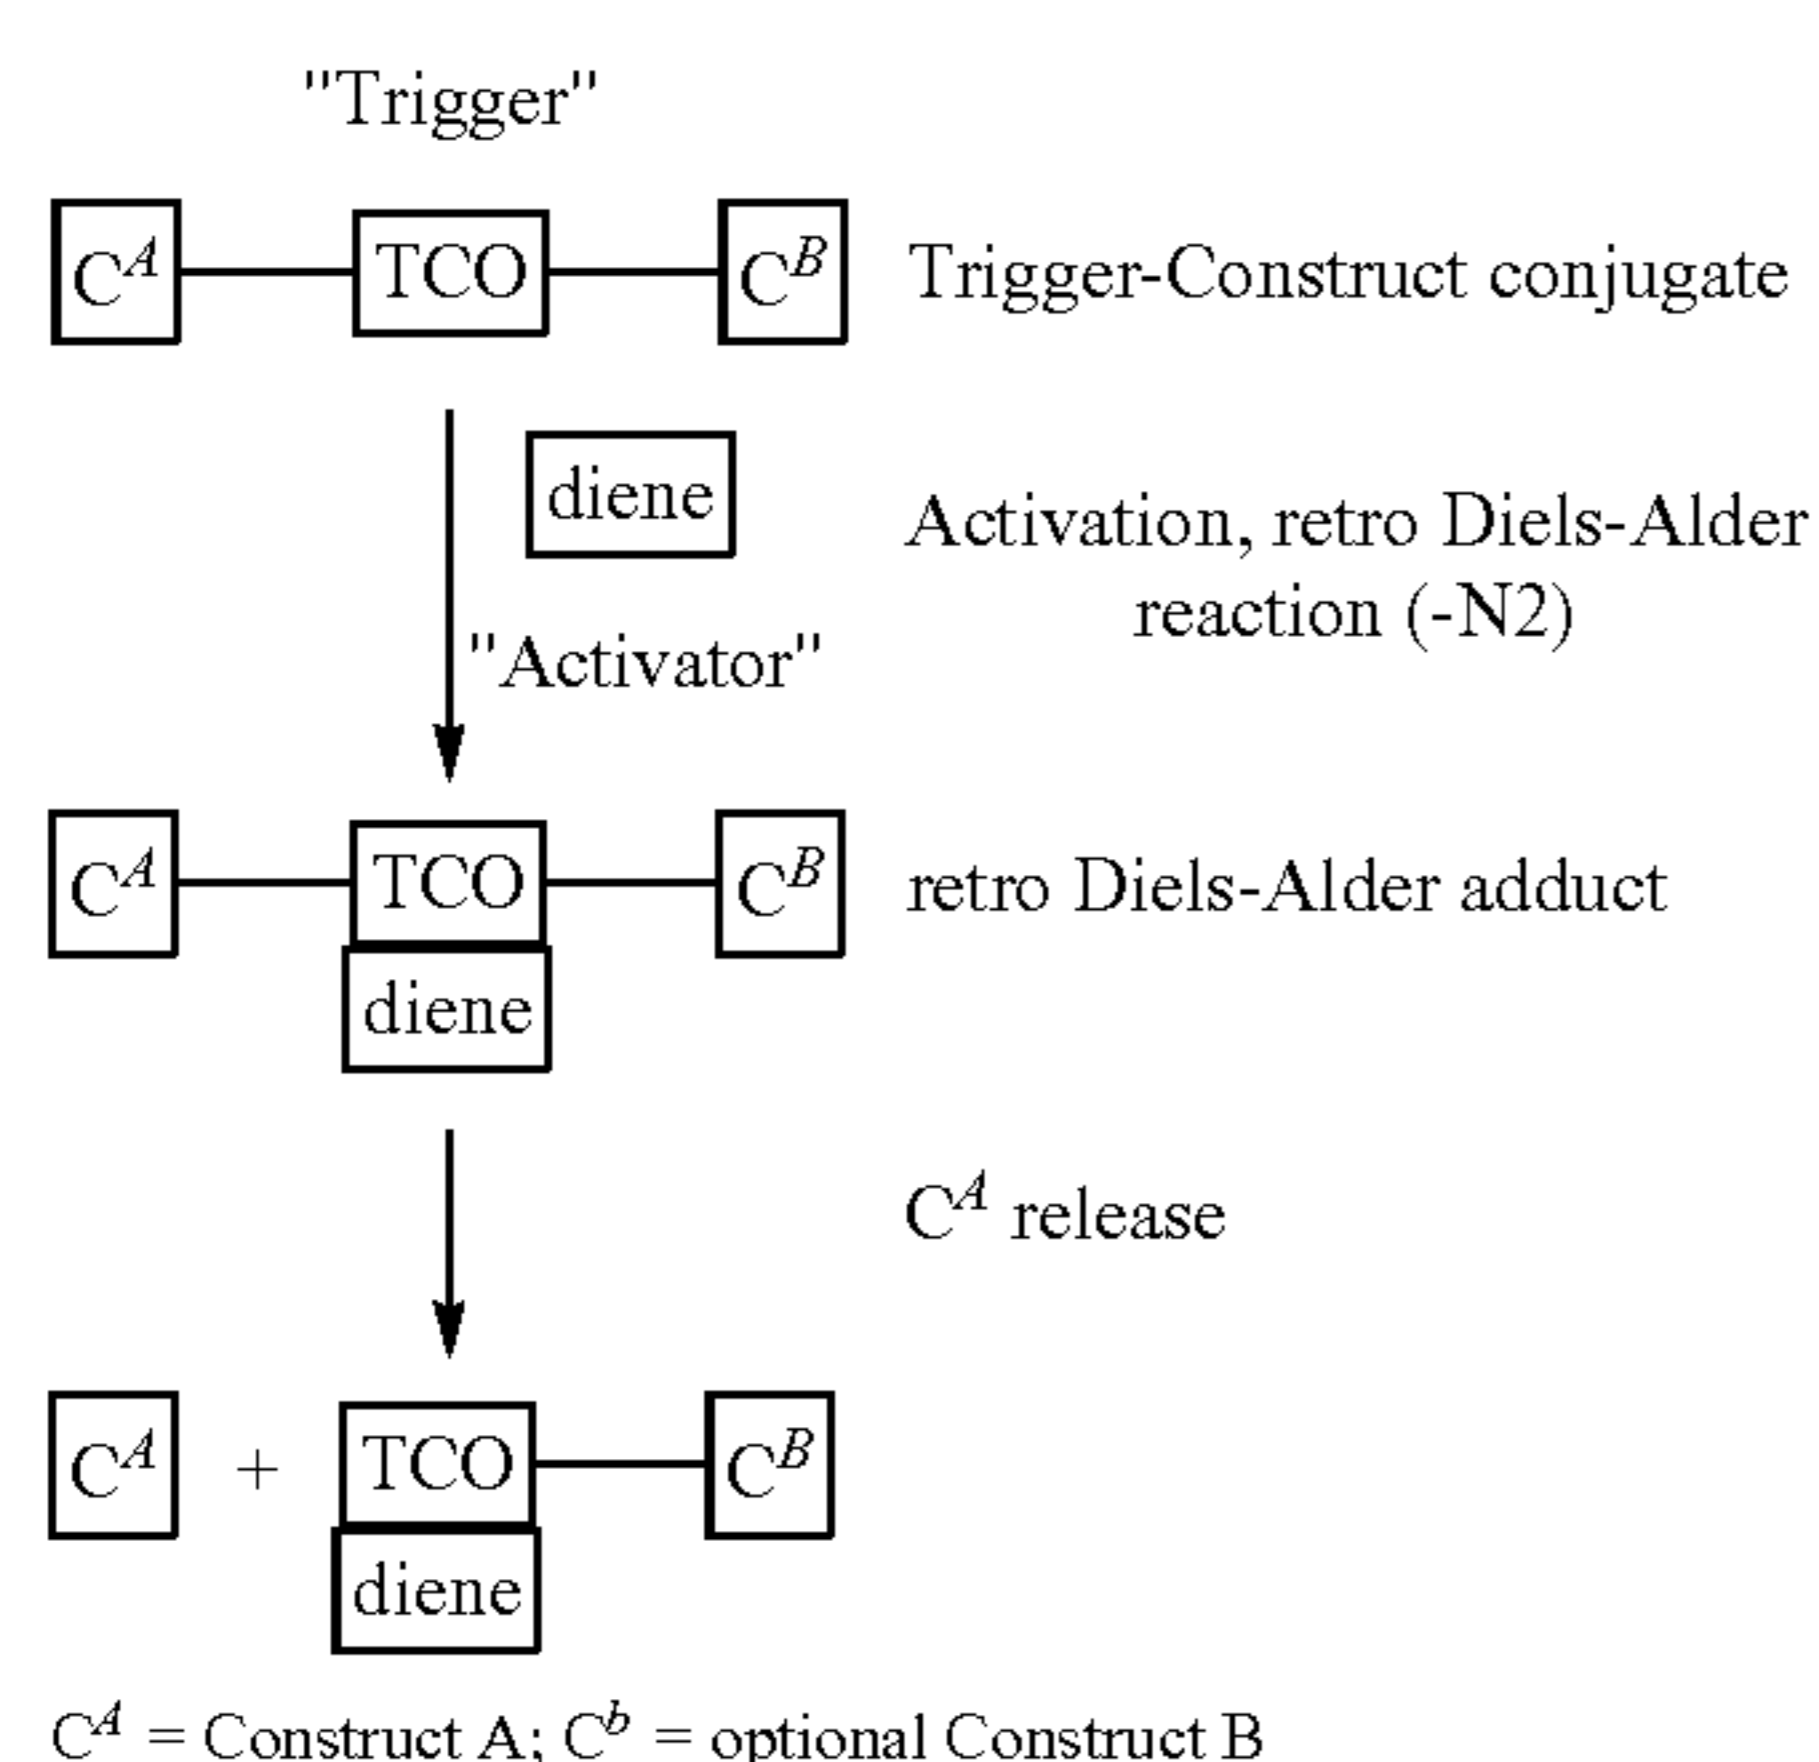 "Trigger"
C^A TCO C^B Trigger-Construct conjugate
diene
Activation, retro Diels-Alder
reaction (-N2)
"Activator"
C^A TCO C^B retro Diels-Alder adduct
diene
C^A release
C^A + TCO C^B
diene
C^A = Construct A; C^b = optional Construct B